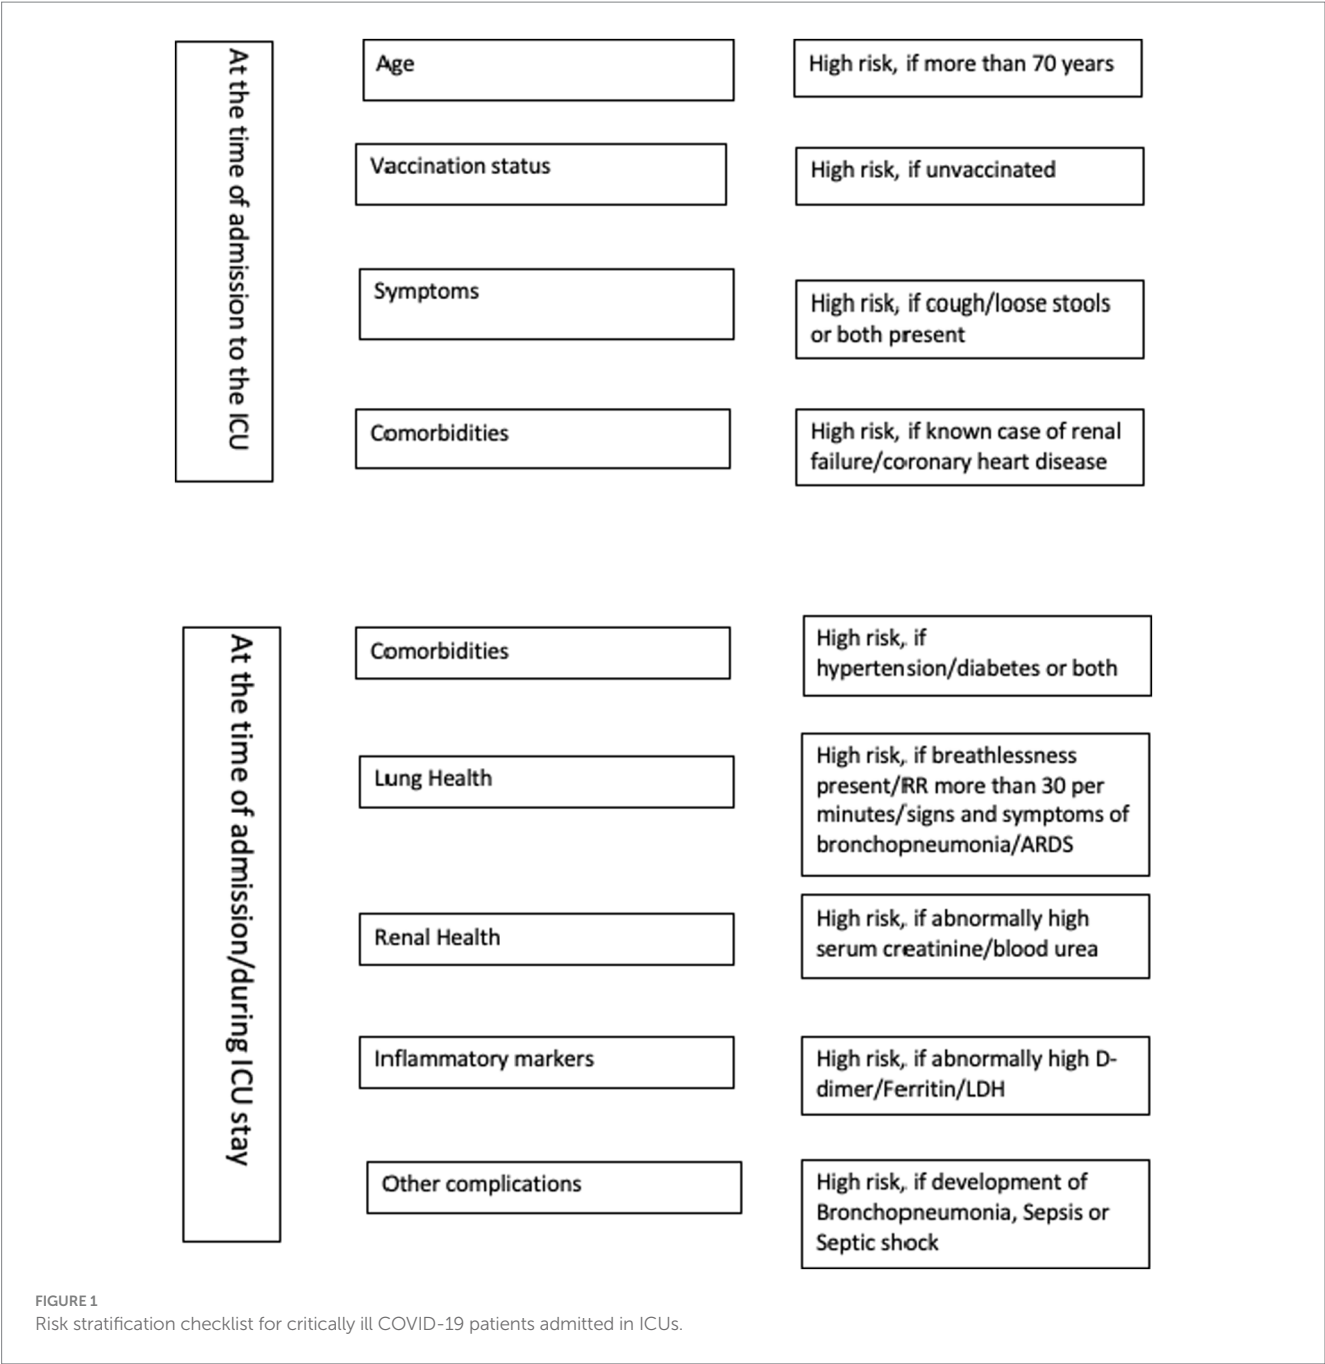 At the time of admission to the ICU
Age
High risk, if more than 70 years
Vaccination status
High risk, if unvaccinated
Symptoms
High risk, if cough/loose stools
or both present
Comorbidities
High risk, if known case of renal
failure/coronary heart disease
At the time of admission/during ICU stay
Comorbidities
High risk, if
hypertension/diabetes or both
Lung Health
High risk, if breathlessness
present/RR more than 30 per
minutes/signs and symptoms of
bronchopneumonia/ARDS
Renal Health
High risk, if abnormally high
serum creatinine/blood urea
Inflammatory markers
High risk, if abnormally high D-
dimer/Ferritin/LDH
Other complications
High risk, if development of
Bronchopneumonia, Sepsis or
Septic shock
FIGURE 1
Risk stratification checklist for critically ill COVID-19 patients admitted in ICUs.